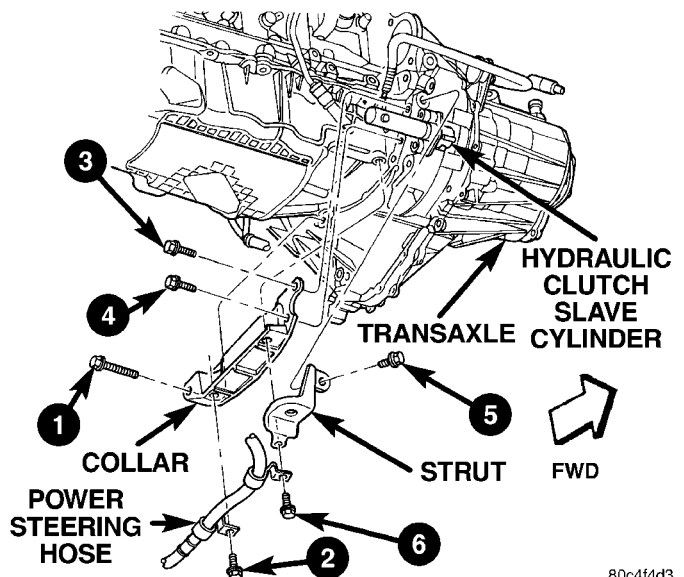 3
4
HYDRAULIC
CLUTCH
SLAVE
CYLINDER
TRANSAXLE
1
5
COLLAR
STRUT
FWD
POWER
STEERING
HOSE
2
6
80c4f4d3